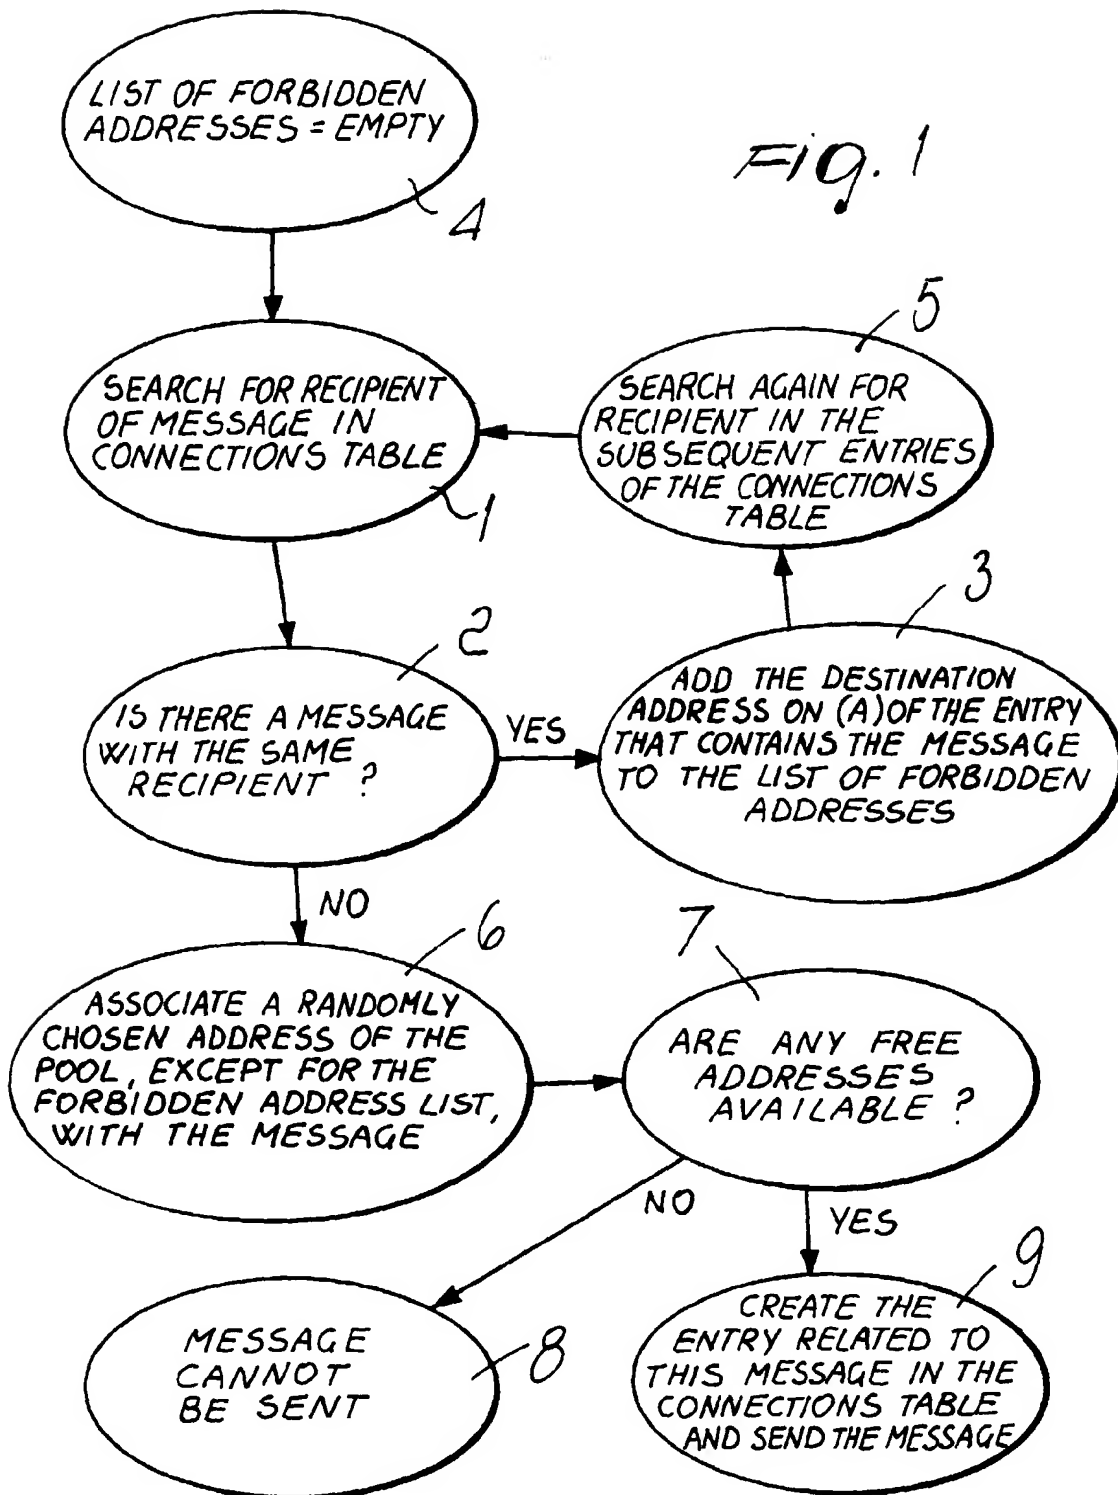 LIST OF FORBIDDEN
ADDRESSES = EMPTY
4
Fig. 1
SEARCH FOR RECIPIENT
OF MESSAGE IN
CONNECTIONS TABLE
1
5
SEARCH AGAIN FOR
RECIPIENT IN THE
SUBSEQUENT ENTRIES
OF THE CONNECTIONS
TABLE
2
IS THERE A MESSAGE
WITH THE SAME
RECIPIENT ?
YES
3
ADD THE DESTINATION
ADDRESS ON (A) OF THE ENTRY
THAT CONTAINS THE MESSAGE
TO THE LIST OF FORBIDDEN
ADDRESSES
NO
6
ASSOCIATE A RANDOMLY
CHOSEN ADDRESS OF THE
POOL, EXCEPT FOR THE
FORBIDDEN ADDRESS LIST,
WITH THE MESSAGE
7
ARE ANY FREE
ADDRESSES
AVAILABLE ?
NO
YES
MESSAGE
CANNOT
BE SENT
8
9
CREATE THE
ENTRY RELATED TO
THIS MESSAGE IN THE
CONNECTIONS TABLE
AND SEND THE MESSAGE